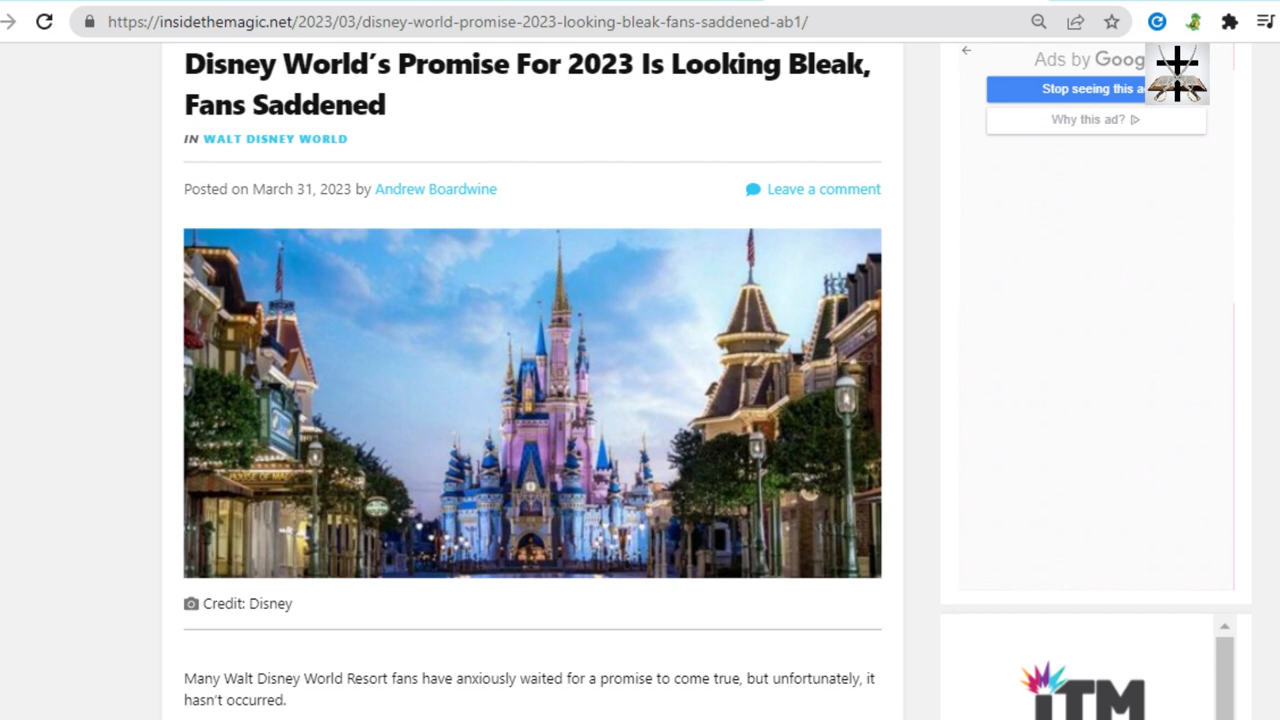 https://insidethemagic.net/2023/03/disney-world-promise-2023-looking-bleak-fans-saddened-ab1/
Disney World's Promise For 2023 Is Looking Bleak,
Fans Saddened
IN WALT DISNEY WORLD
Posted on March 31, 2023 by Andrew Boardwine
Leave a comment
Credit: Disney
Many Walt Disney World Resort fans have anxiously waited for a promise to come true, but unfortunately, it
hasn't occurred.
Ads by Goog
Stop seeing this a
Why this ad?
iTM